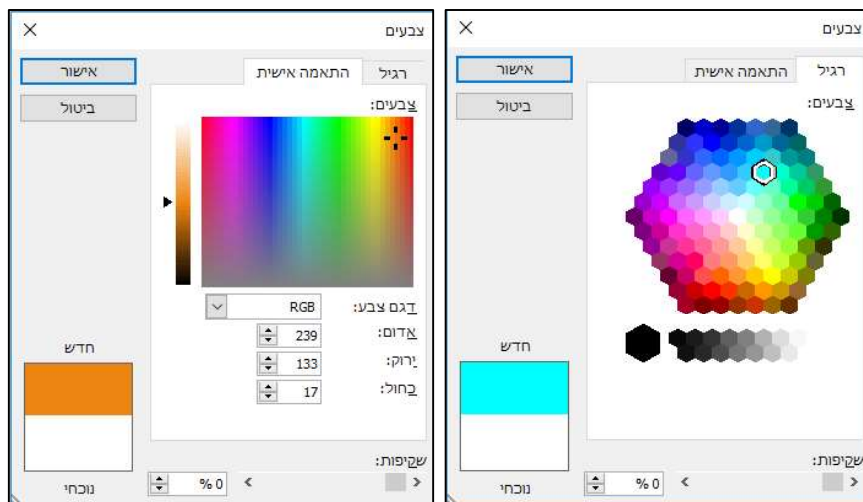 צבעים
רגיל
התאמה אישית
אישור
ביטול
צבעים:
חדש
נוכחי
שקיפות:
0 %
צבעים
רגיל
התאמה אישית
אישור
ביטול
צבעים:
דגם צבע:
RGB
אדום:
239
ירוק:
133
כחול:
17
חדש
נוכחי
שקיפות:
0 %